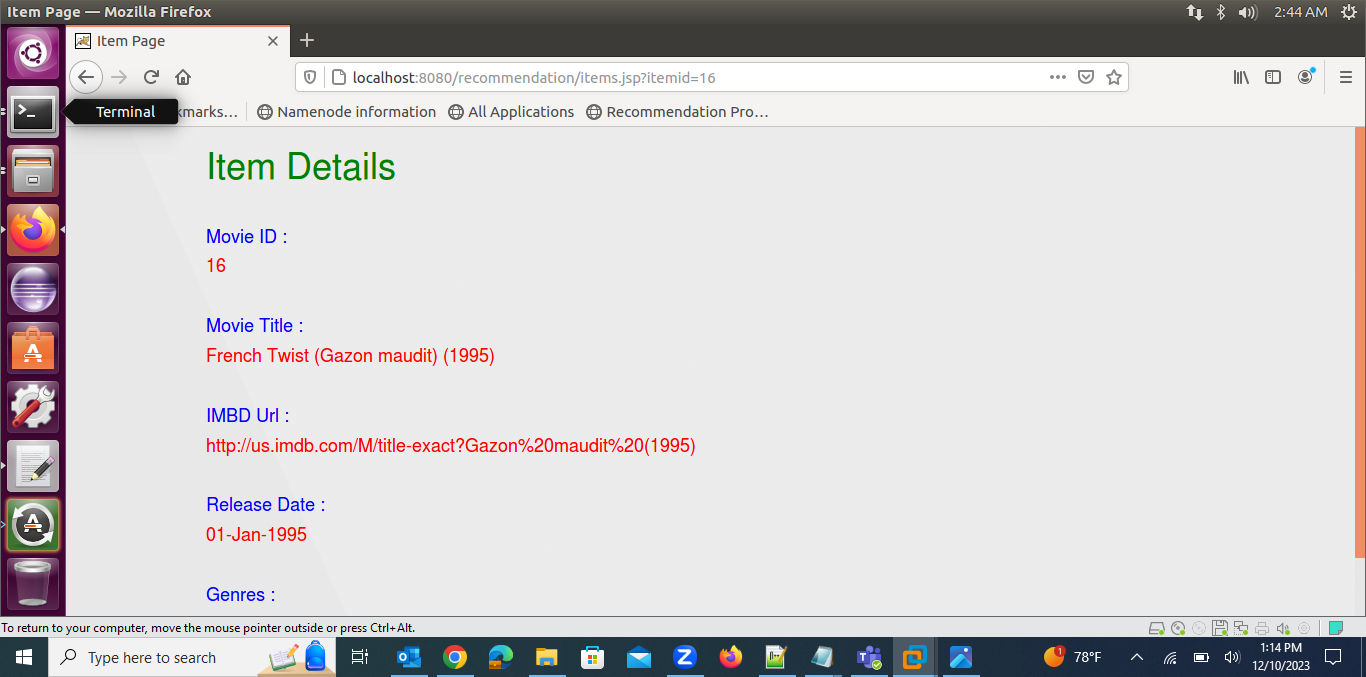 Item Page — Mozilla Firefox
2:44 AM
Item Page
localhost:8080/recommendation/items.jsp?itemid=16
Terminal
kmarks…
Namenode information
All Applications
Recommendation Pro…
Item Details
Movie ID :
16
Movie Title :
French Twist (Gazon maudit) (1995)
IMBD Url :
http://us.imdb.com/M/title-exact?Gazon%20maudit%20(1995)
Release Date :
01-Jan-1995
Genres :
To return to your computer, move the mouse pointer outside or press Ctrl+Alt.
Type here to search
1
78°F
1:14 PM
12/10/2023